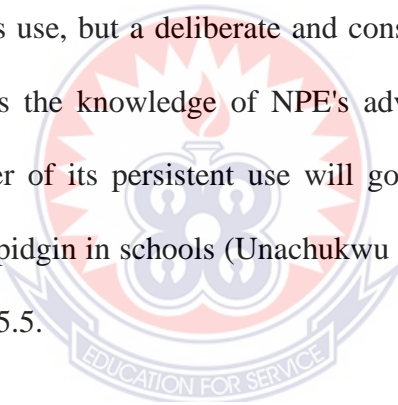 s use, but a deliberate and cons
s the knowledge of NPE's adv
er of its persistent use will go
pidgin in schools (Unachukwu
5.5.
EDUCATION FOR SERVICE